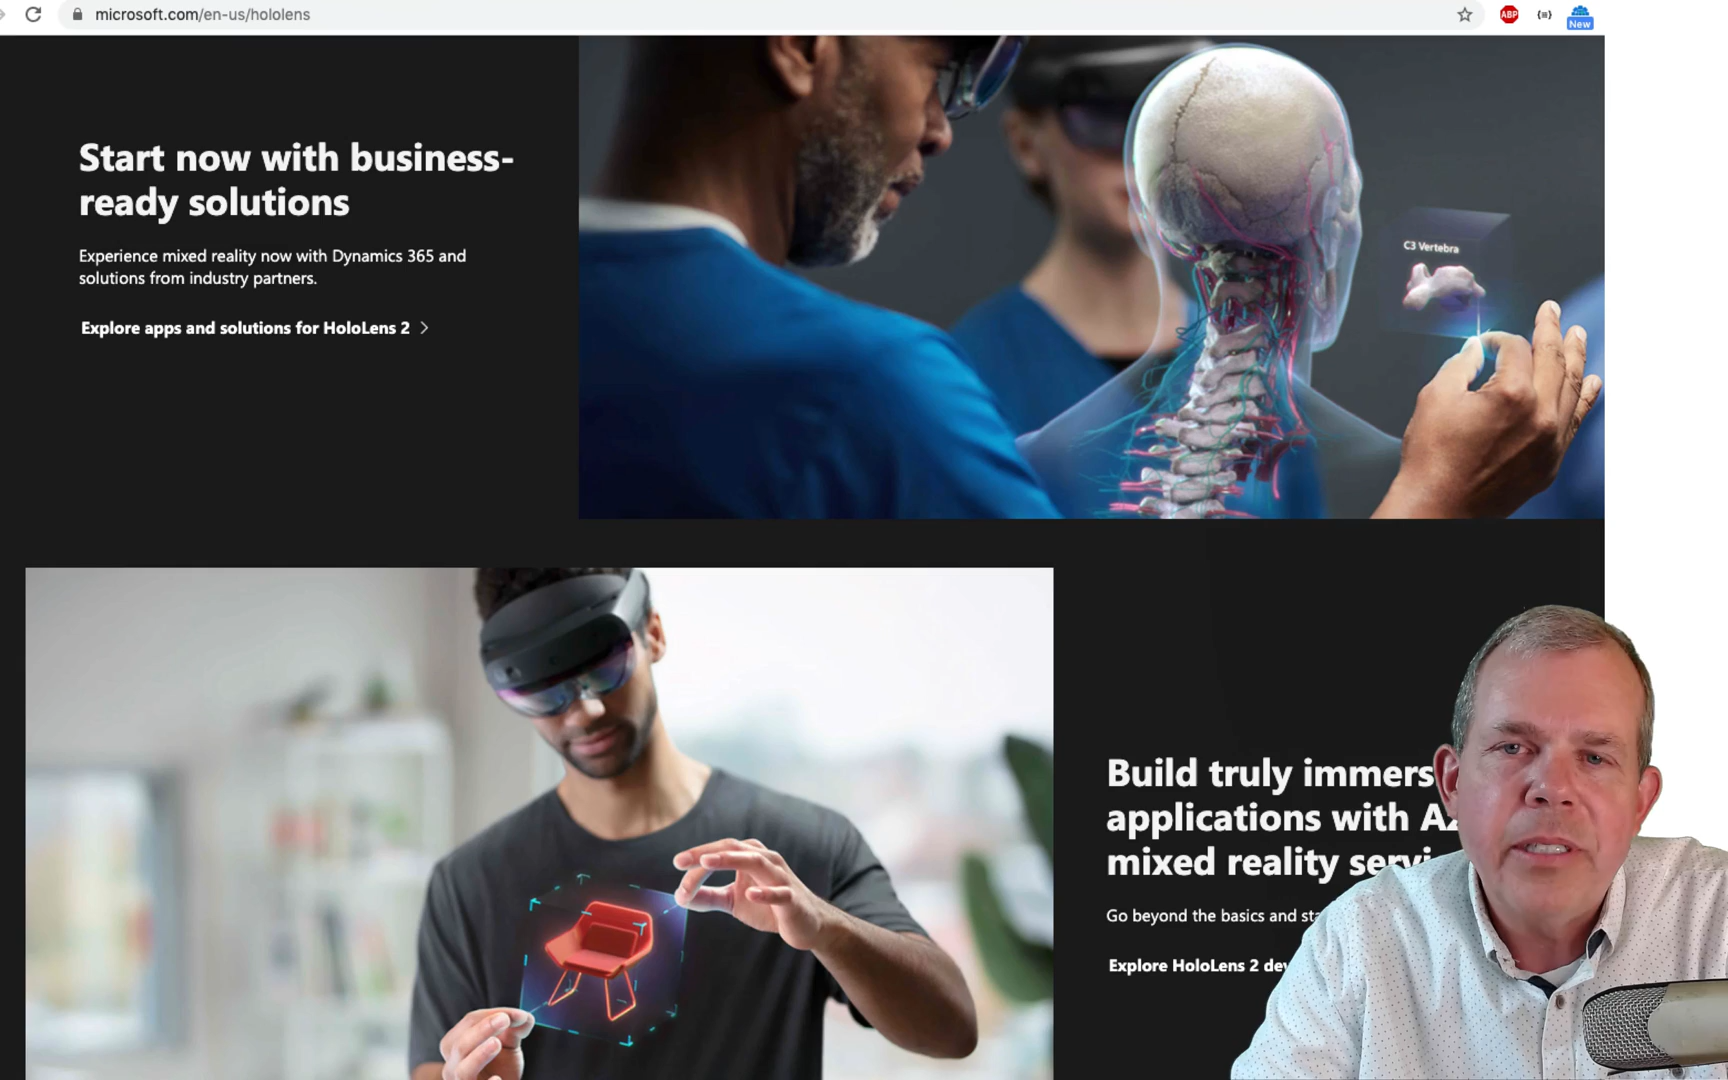 microsoft.com/en-us/hololens
ABP
New
Start now with business-
ready solutions
Experience mixed reality now with Dynamics 365 and
solutions from industry partners.
Explore apps and solutions for HoloLens 2
C3 Vertebra
Build truly immers
applications with
mixed reality
Go beyond the basics and
Explore HoloLens 2